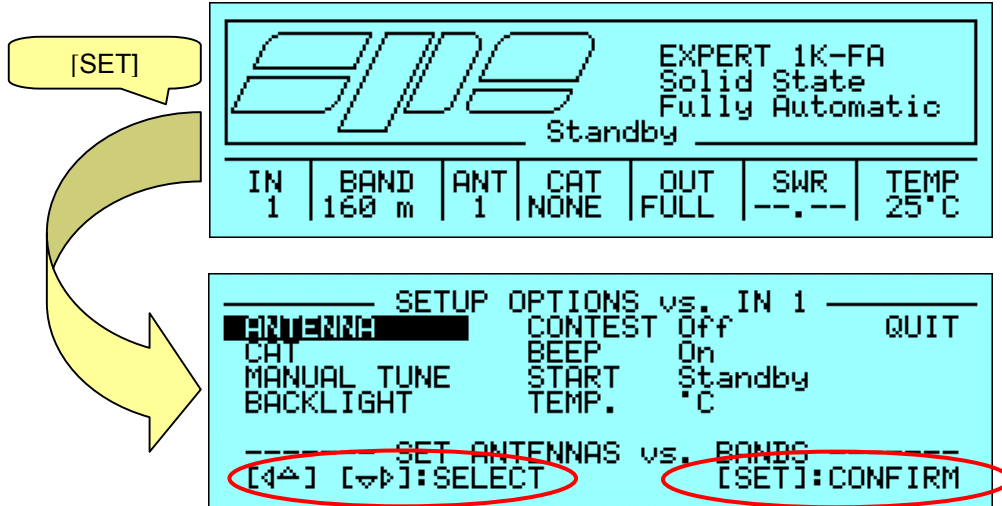 [SET]
spe
EXPERT 1K-FA
Solid State
Fully Automatic
Standby
IN BAND ANT CAT OUT SWR TEMP
1 160 m 1 NONE FULL --.-- 25°C
SETUP OPTIONS vs. IN 1
ANTENNA CONTEST Off QUIT
CAT BEEP On
MANUAL TUNE START Standby
BACKLIGHT TEMP. °C
------- SET ANTENNAS vs. BANDS -------
[◁△] [▽▷]:SELECT [SET]:CONFIRM